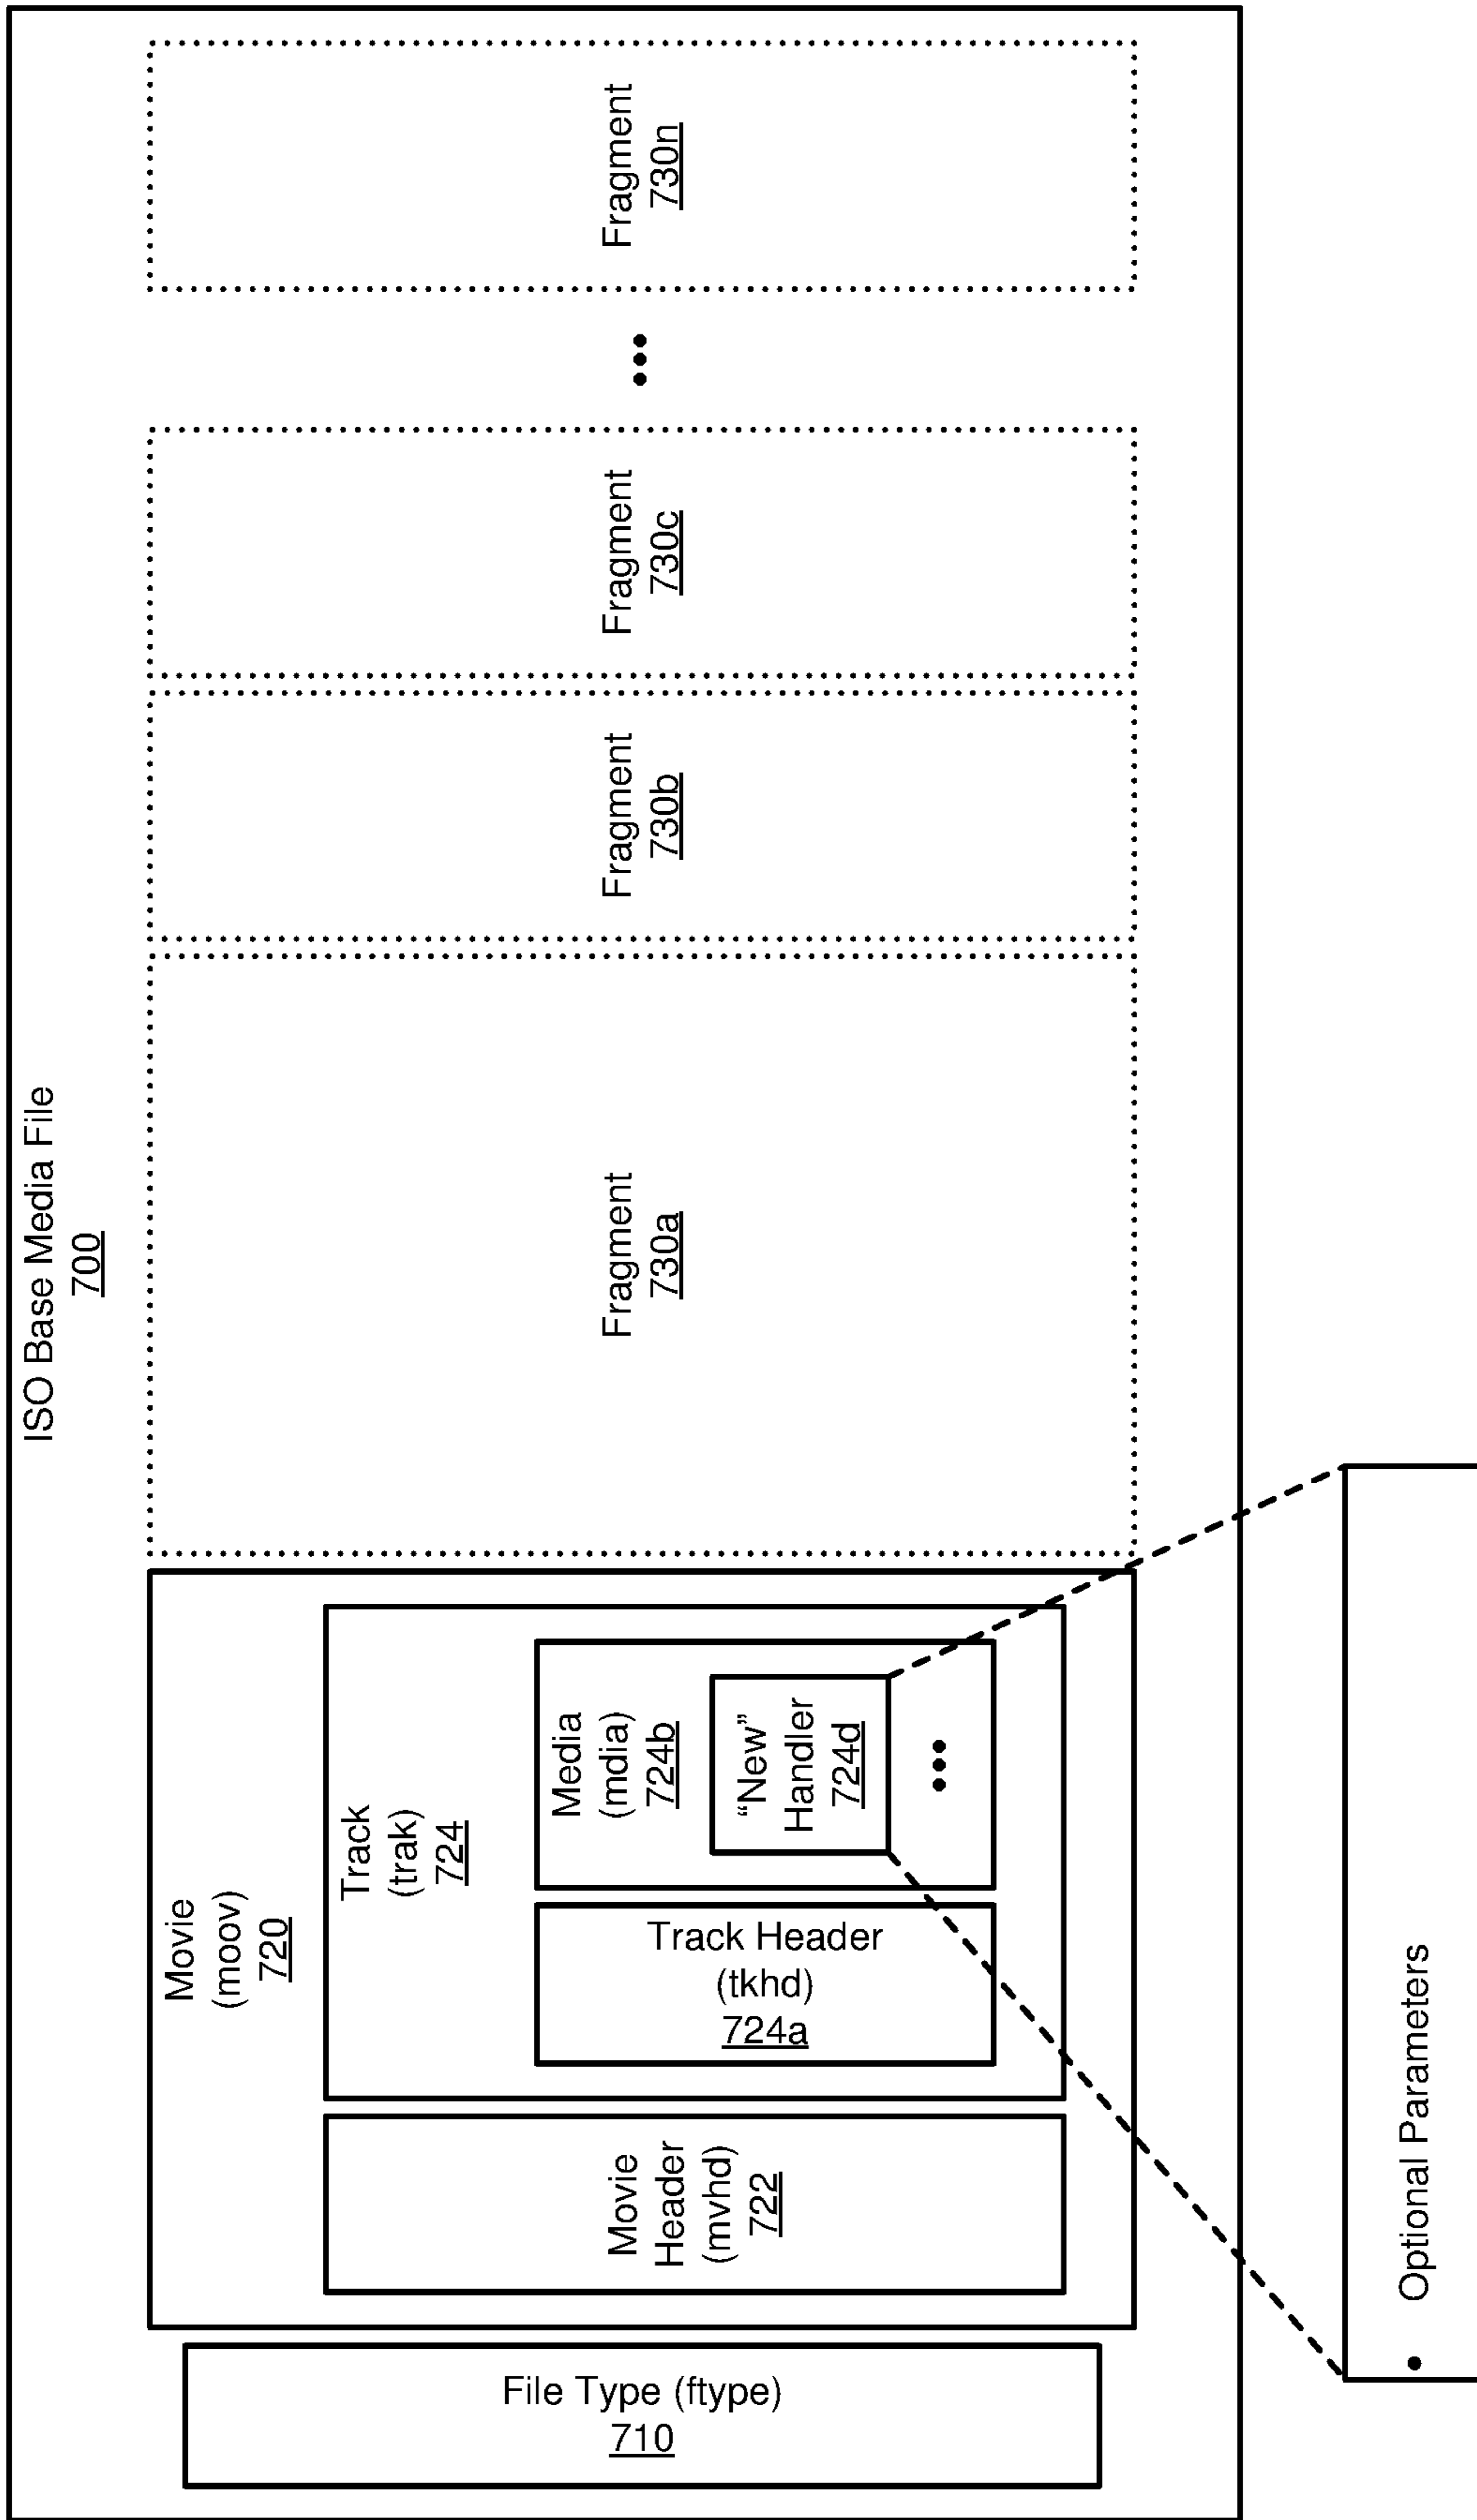 ISO Base Media File
700
File Type (ftype)
710
Movie
(moov)
720
Movie
Header
(mvhd)
722
Track
(trak)
724
Track Header
(tkhd)
724a
Media
(mdia)
724b
“New”
Handler
724d
•••
Fragment
730a
Fragment
730b
Fragment
730c
•••
Fragment
730n
• Optional Parameters